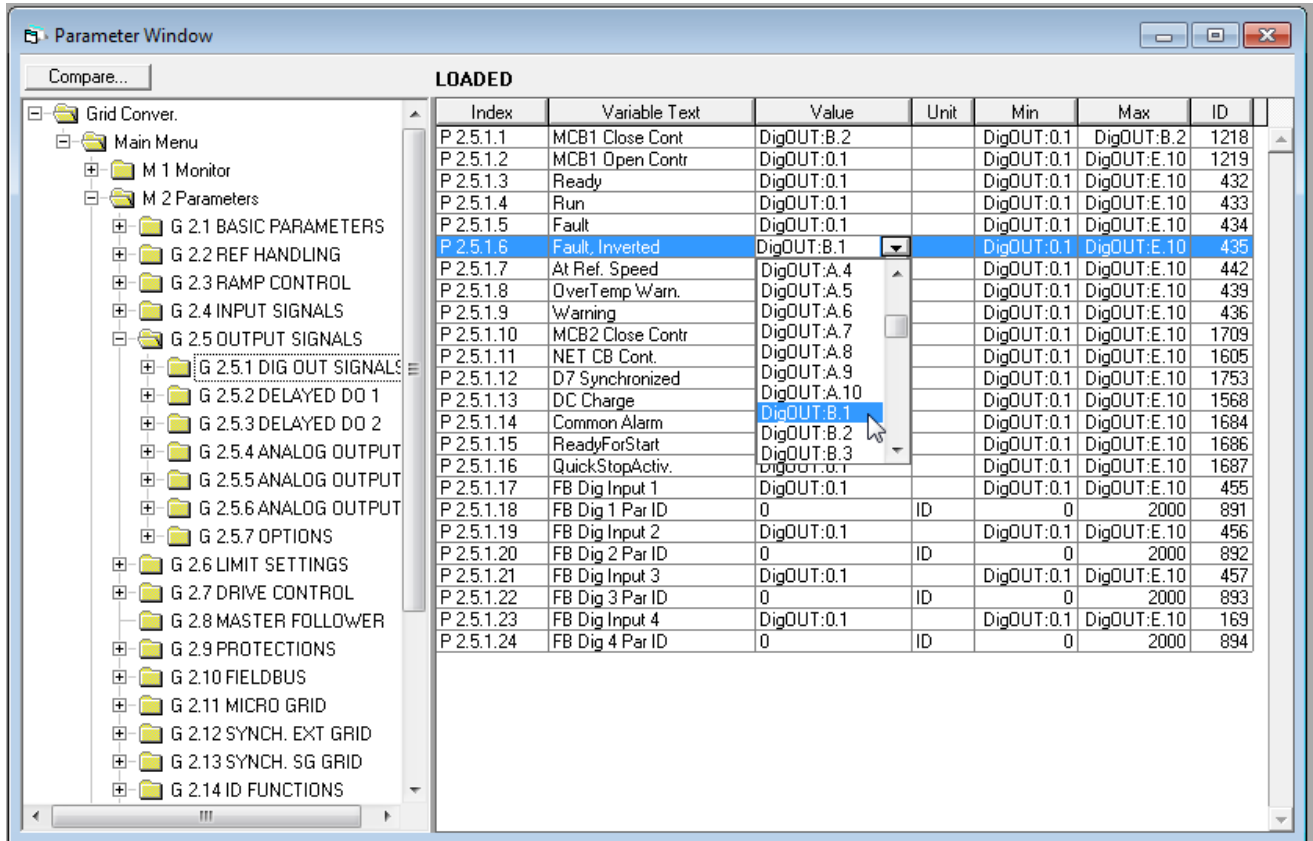 Parameter Window
Compare...
LOADED
Grid Conver.
Main Menu
M 1 Monitor
M 2 Parameters
G 2.1 BASIC PARAMETERS
G 2.2 REF HANDLING
G 2.3 RAMP CONTROL
G 2.4 INPUT SIGNALS
G 2.5 OUTPUT SIGNALS
G 2.5.1 DIG OUT SIGNALS
G 2.5.2 DELAYED DO 1
G 2.5.3 DELAYED DO 2
G 2.5.4 ANALOG OUTPUT
G 2.5.5 ANALOG OUTPUT
G 2.5.6 ANALOG OUTPUT
G 2.5.7 OPTIONS
G 2.6 LIMIT SETTINGS
G 2.7 DRIVE CONTROL
G 2.8 MASTER FOLLOWER
G 2.9 PROTECTIONS
G 2.10 FIELDBUS
G 2.11 MICRO GRID
G 2.12 SYNCH. EXT GRID
G 2.13 SYNCH. SG GRID
G 2.14 ID FUNCTIONS
Index Variable Text Value Unit Min Max ID
P 2.5.1.1 MCB1 Close Cont DigOUT:B.2 DigOUT:0.1 DigOUT:B.2 1218
P 2.5.1.2 MCB1 Open Contr DigOUT:0.1 DigOUT:0.1 DigOUT:E.10 1219
P 2.5.1.3 Ready DigOUT:0.1 DigOUT:0.1 DigOUT:E.10 432
P 2.5.1.4 Run DigOUT:0.1 DigOUT:0.1 DigOUT:E.10 433
P 2.5.1.5 Fault DigOUT:0.1 DigOUT:0.1 DigOUT:E.10 434
P 2.5.1.6 Fault, Inverted DigOUT:B.1 DigOUT:0.1 DigOUT:E.10 435
P 2.5.1.7 At Ref. Speed DigOUT:0.1 DigOUT:E.10 442
P 2.5.1.8 OverTemp Warn. DigOUT:0.1 DigOUT:E.10 439
P 2.5.1.9 Warning DigOUT:0.1 DigOUT:E.10 436
P 2.5.1.10 MCB2 Close Contr DigOUT:0.1 DigOUT:E.10 1709
P 2.5.1.11 NET CB Cont. DigOUT:0.1 DigOUT:E.10 1605
P 2.5.1.12 D7 Synchronized DigOUT:0.1 DigOUT:E.10 1753
P 2.5.1.13 DC Charge DigOUT:0.1 DigOUT:E.10 1568
P 2.5.1.14 Common Alarm DigOUT:0.1 DigOUT:E.10 1684
P 2.5.1.15 ReadyForStart DigOUT:0.1 DigOUT:E.10 1686
P 2.5.1.16 QuickStopActiv. DigOUT:0.1 DigOUT:0.1 DigOUT:E.10 1687
P 2.5.1.17 FB Dig Input 1 DigOUT:0.1 DigOUT:0.1 DigOUT:E.10 455
P 2.5.1.18 FB Dig 1 Par ID 0 ID 0 2000 891
P 2.5.1.19 FB Dig Input 2 DigOUT:0.1 DigOUT:0.1 DigOUT:E.10 456
P 2.5.1.20 FB Dig 2 Par ID 0 ID 0 2000 892
P 2.5.1.21 FB Dig Input 3 DigOUT:0.1 DigOUT:0.1 DigOUT:E.10 457
P 2.5.1.22 FB Dig 3 Par ID 0 ID 0 2000 893
P 2.5.1.23 FB Dig Input 4 DigOUT:0.1 DigOUT:0.1 DigOUT:E.10 169
P 2.5.1.24 FB Dig 4 Par ID 0 ID 0 2000 894
DigOUT:A.4
DigOUT:A.5
DigOUT:A.6
DigOUT:A.7
DigOUT:A.8
DigOUT:A.9
DigOUT:A.10
DigOUT:B.1
DigOUT:B.2
DigOUT:B.3